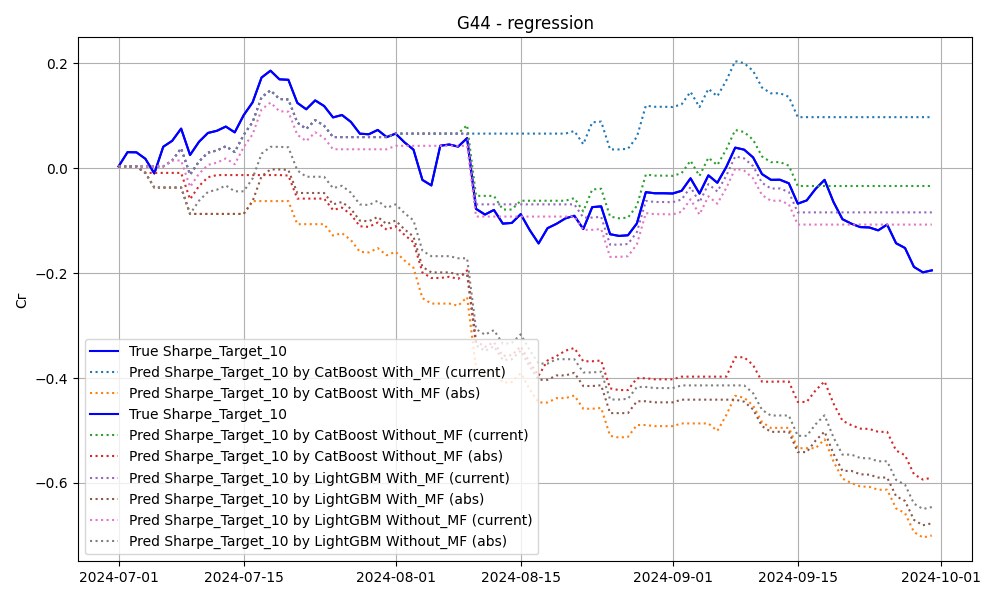 G44 - regression
Cr
0.2
0.0
−0.2
−0.4
−0.6
True Sharpe_Target_10
Pred Sharpe_Target_10 by CatBoost With_MF (current)
Pred Sharpe_Target_10 by CatBoost With_MF (abs)
True Sharpe_Target_10
Pred Sharpe_Target_10 by CatBoost Without_MF (current)
Pred Sharpe_Target_10 by CatBoost Without_MF (abs)
Pred Sharpe_Target_10 by LightGBM With_MF (current)
Pred Sharpe_Target_10 by LightGBM With_MF (abs)
Pred Sharpe_Target_10 by LightGBM Without_MF (current)
Pred Sharpe_Target_10 by LightGBM Without_MF (abs)
2024-07-01 2024-07-15 2024-08-01 2024-08-15 2024-09-01 2024-09-15 2024-10-01